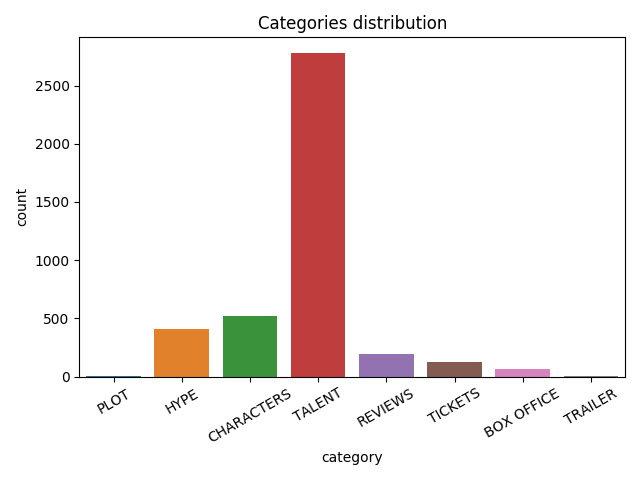 Categories distribution
2500
2000
1500
1000
500
0
count
PLOT
HYPE
CHARACTERS
TALENT
REVIEWS
TICKETS
BOX OFFICE
TRAILER
category